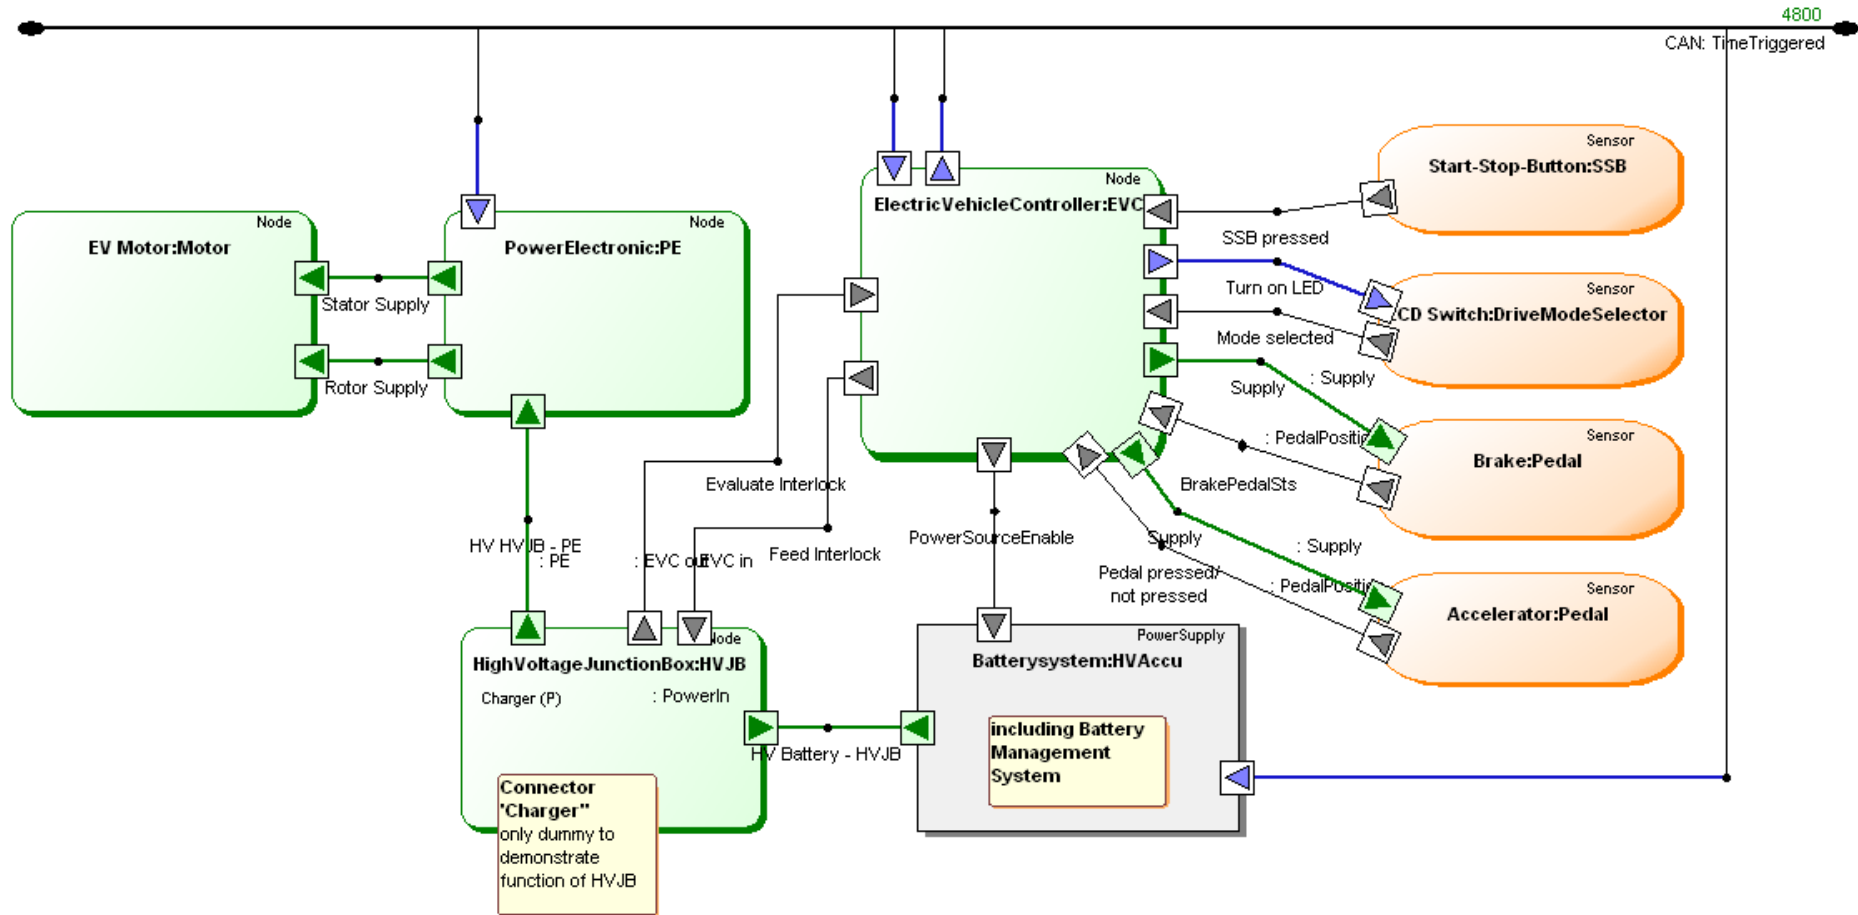 4800
CAN: TimeTriggered
Sensor
Start-Stop-Button:SSB
Node
ElectricVehicleController:EVC
Node
EV Motor:Motor
Node
PowerElectronic:PE
SSB pressed
Sensor
CD Switch:DriveModeSelector
Turn on LED
Stator Supply
Mode selected
Rotor Supply
Supply
: Supply
: PedalPositic
Sensor
Brake:Pedal
Evaluate Interlock
BrakePedalSts
HV HVJB - PE
: PE
: EVC out
EVC in
Feed Interlock
PowerSourceEnable
Supply
: Supply
Pedal pressed/
not pressed
: PedalPositic
Sensor
Accelerator:Pedal
Node
HighVoltageJunctionBox:HVJB
Charger (P)
: PowerIn
PowerSupply
Batterysystem:HVAccu
HV Battery - HVJB
including Battery
Management
System
Connector
'Charger"
only dummy to
demonstrate
function of HVJB